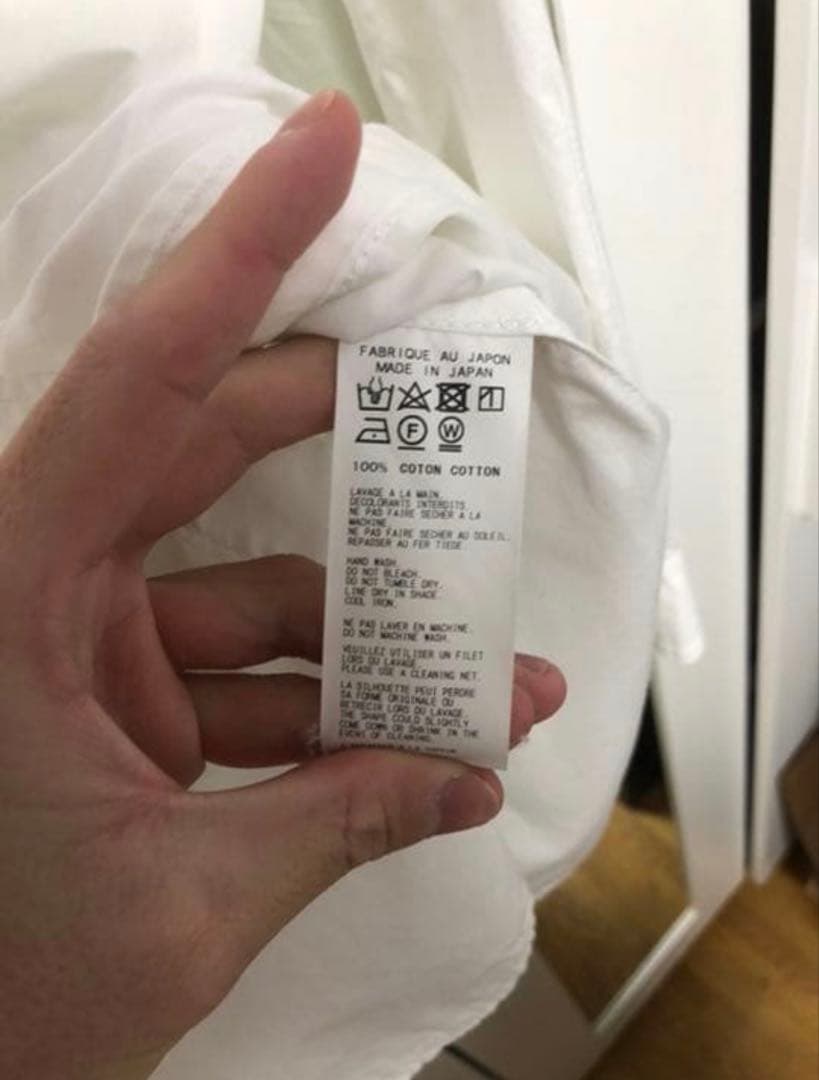 FABRIQUE AU JAPON
MADE IN JAPAN
F W
100% COTON COTTON
LAVAGE A LA MAIN.
DECOLORANTS INTERDITS.
NE PAS FAIRE SECHER A LA
MACHINE.
NE PAS FAIRE SECHER AU SOLEIL.
REPASSER AU FER TIEDE.
HAND WASH.
DO NOT BLEACH.
DO NOT TUMBLE DRY.
LINE DRY IN SHADE.
COOL IRON.
NE PAS LAVER EN MACHINE.
DO NOT MACHINE WASH.
VEUILLEZ UTILISER UN FILET
LORS DU LAVAGE.
PLEASE USE A CLEANING NET.
LA SILHOUETTE PEUT PERDRE
SA FORME ORIGINALE OU
RETRECIR LORS DU LAVAGE.
THE SHAPE COULD SLIGHTLY
COME DOWN OR SHRINK IN THE
EVENT OF CLEANING.